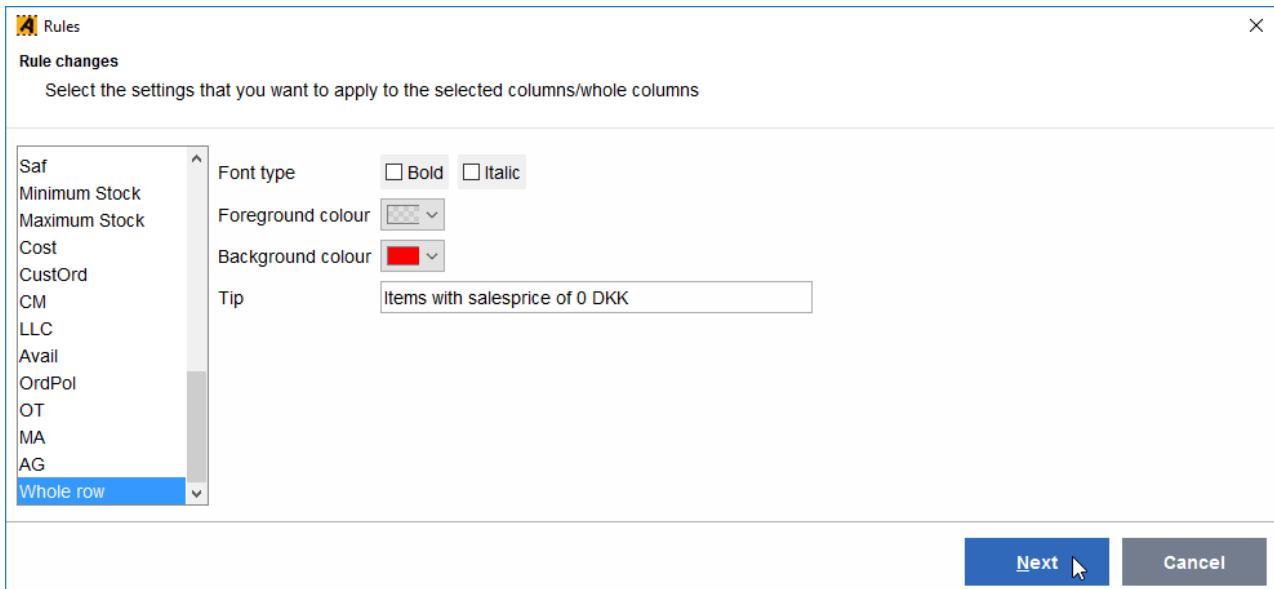 Rules
Rule changes
Select the settings that you want to apply to the selected columns/whole columns
Saf
Minimum Stock
Maximum Stock
Cost
CustOrd
CM
LLC
Avail
OrdPol
OT
MA
AG
Whole row
Font type
Bold
Italic
Foreground colour
Background colour
Tip
Items with salesprice of 0 DKK
Next
Cancel